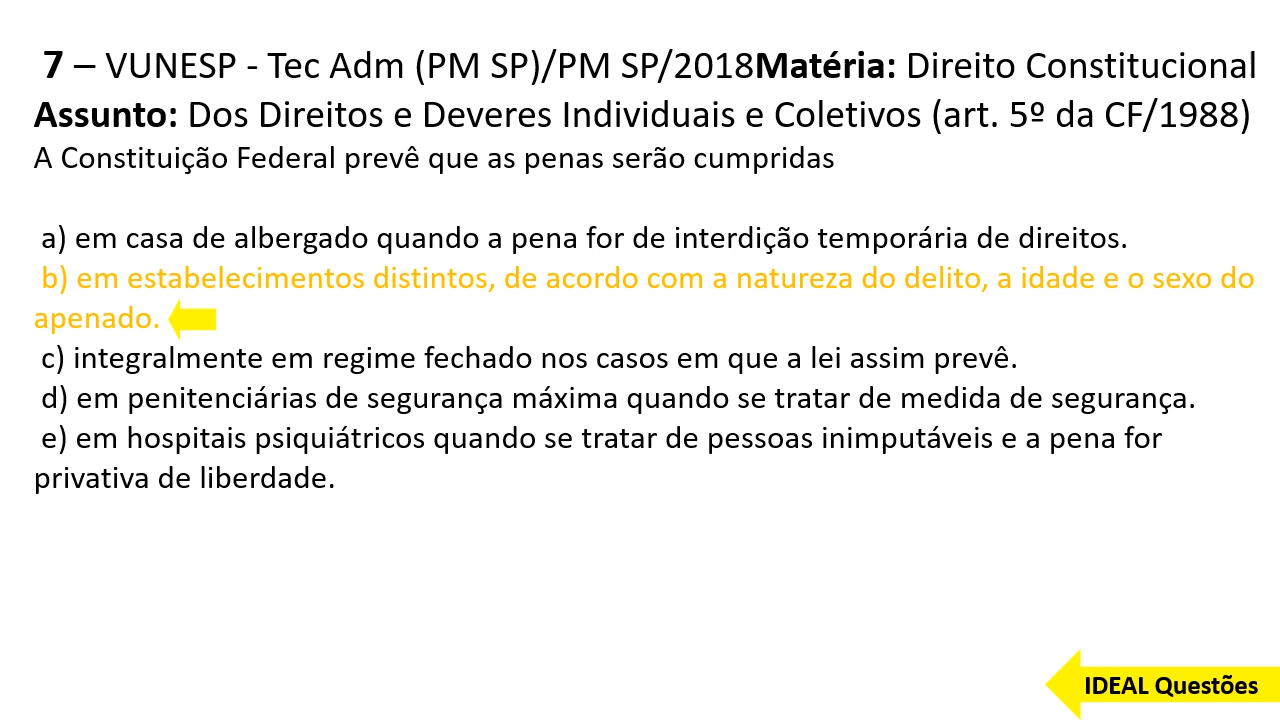 7 – VUNESP - Tec Adm (PM SP)/PM SP/2018Matéria: Direito Constitucional
Assunto: Dos Direitos e Deveres Individuais e Coletivos (art. 5º da CF/1988)
A Constituição Federal prevê que as penas serão cumpridas
a) em casa de albergado quando a pena for de interdição temporária de direitos.
b) em estabelecimentos distintos, de acordo com a natureza do delito, a idade e o sexo do
apenado.
c) integralmente em regime fechado nos casos em que a lei assim prevê.
d) em penitenciárias de segurança máxima quando se tratar de medida de segurança.
e) em hospitais psiquiátricos quando se tratar de pessoas inimputáveis e a pena for
privativa de liberdade.
IDEAL Questões